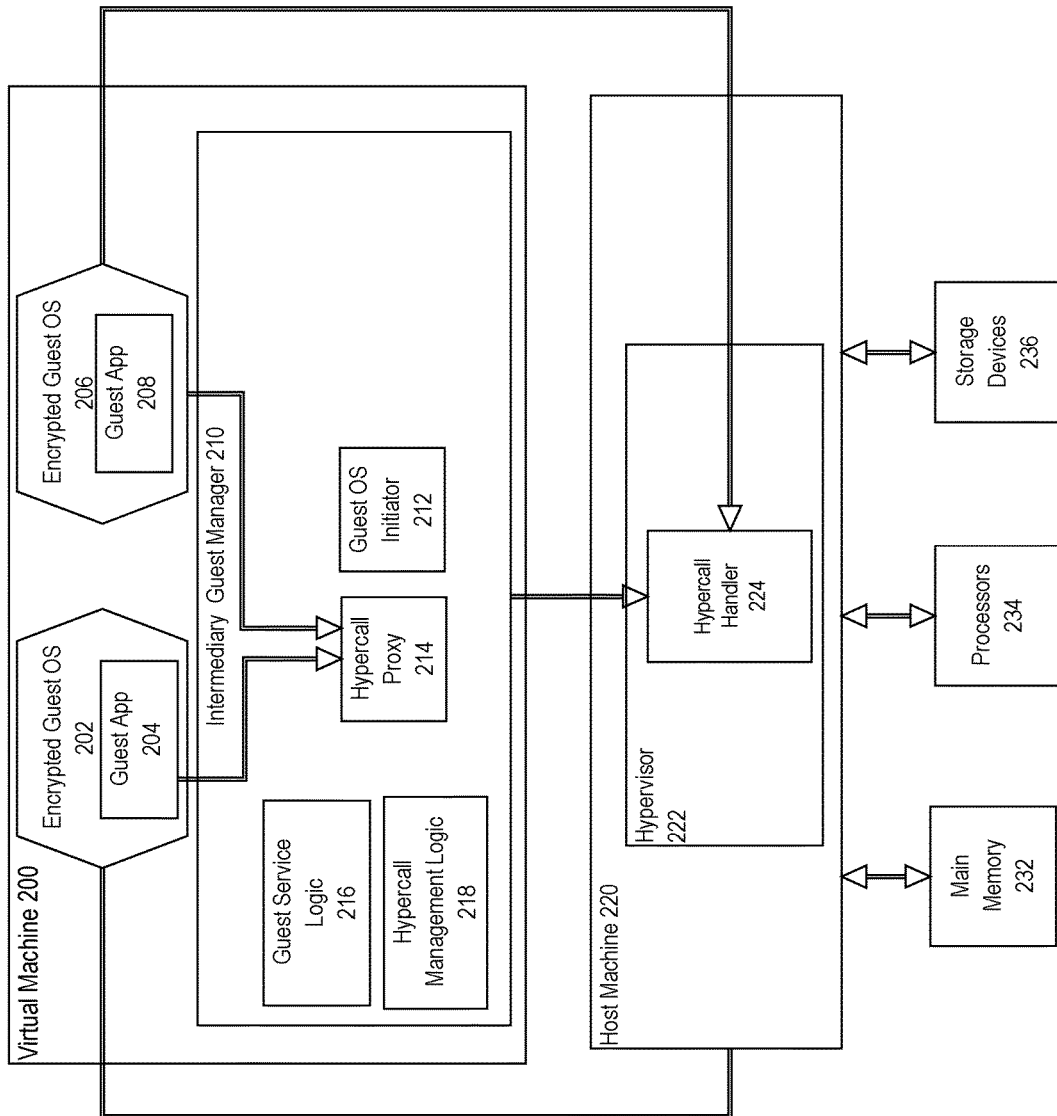 Virtual Machine 200
Encrypted Guest OS
202
Guest App
204
Encrypted Guest OS
206
Guest App
208
Intermediary Guest Manager 210
Guest Service
Logic
216
Hypercall
Management Logic
218
Hypercall
Proxy
214
Guest OS
Initiator
212
Host Machine 220
Hypervisor
222
Hypercall
Handler
224
Main
Memory
232
Processors
234
Storage
Devices
236